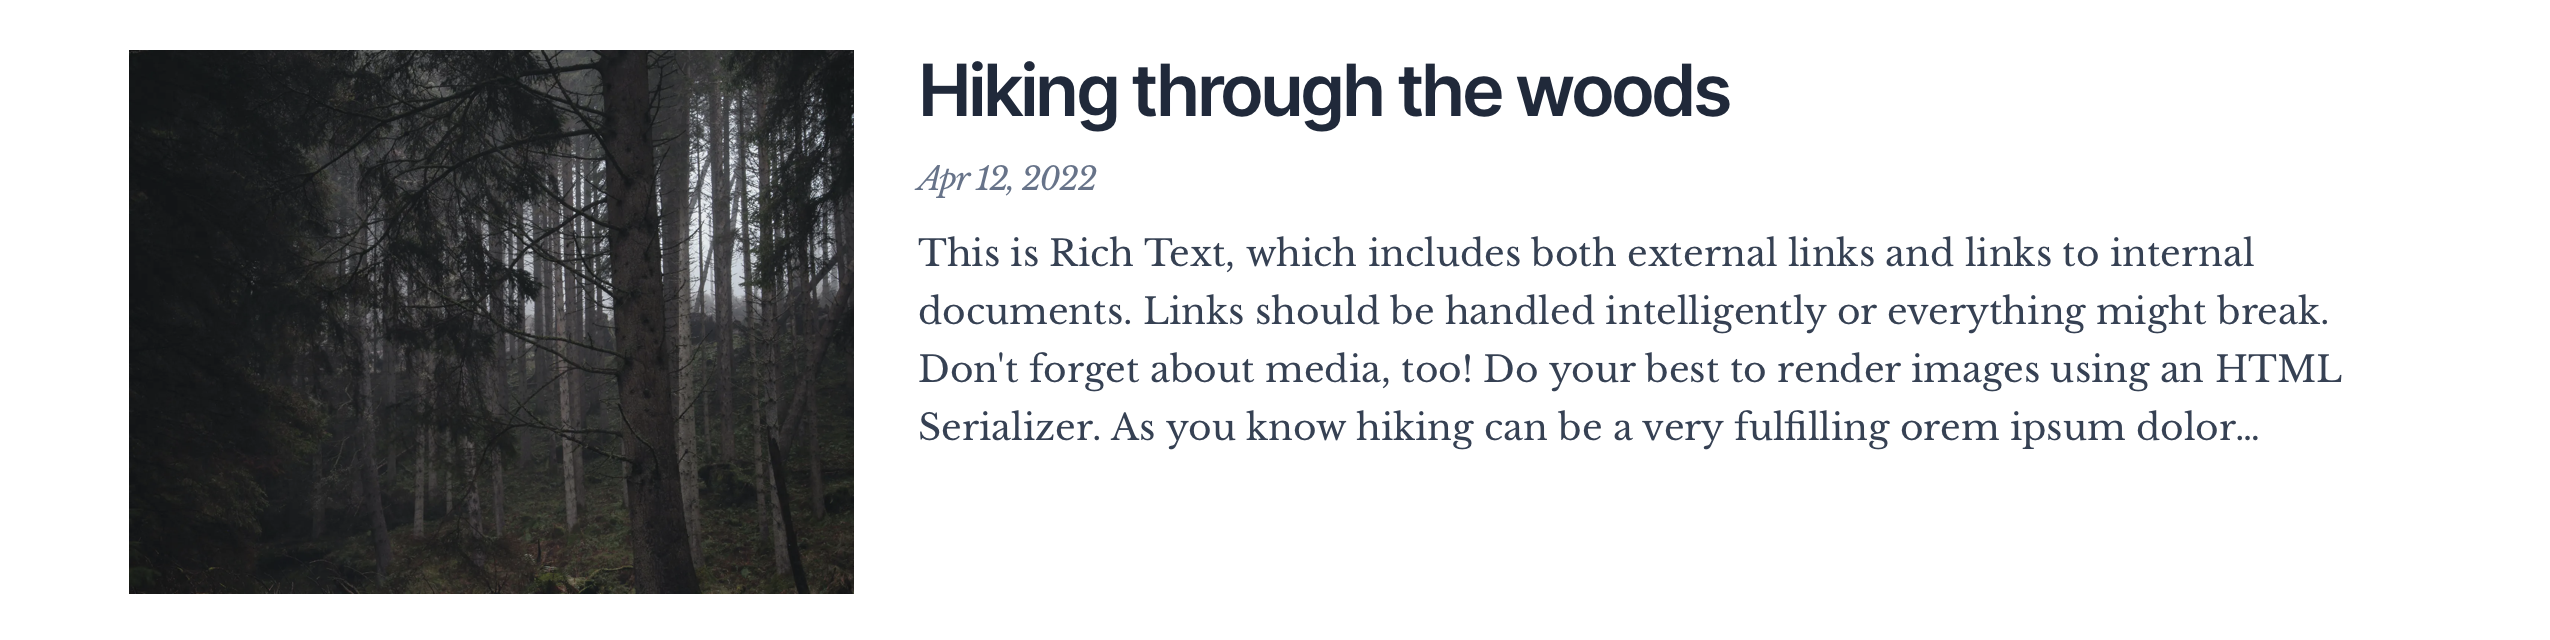 Hiking through the woods
Apr 12, 2022
This is Rich Text, which includes both external links and links to internal
documents. Links should be handled intelligently or everything might break.
Don't forget about media, too! Do your best to render images using an HTML
Serializer. As you know hiking can be a very fulfilling orem ipsum dolor…